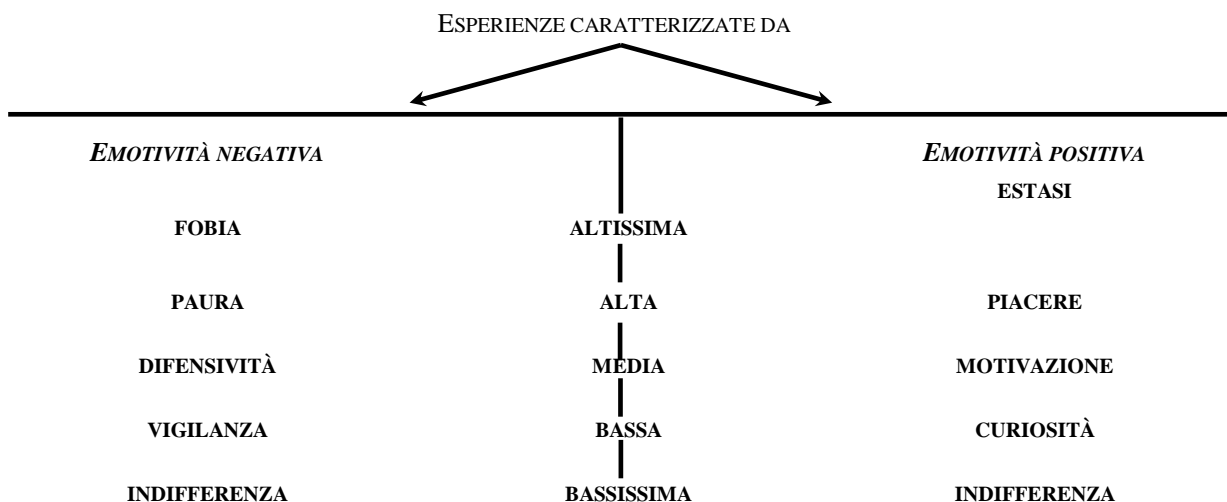 ESPERIENZE CARATTERIZZATE DA
EMOTIVITÀ NEGATIVA EMOTIVITÀ POSITIVA
ESTASI
FOBIA ALTISSIMA
PAURA ALTA PIACERE
DIFENSIVITÀ MEDIA MOTIVAZIONE
VIGILANZA BASSA CURIOSITÀ
INDIFFERENZA BASSISSIMA INDIFFERENZA